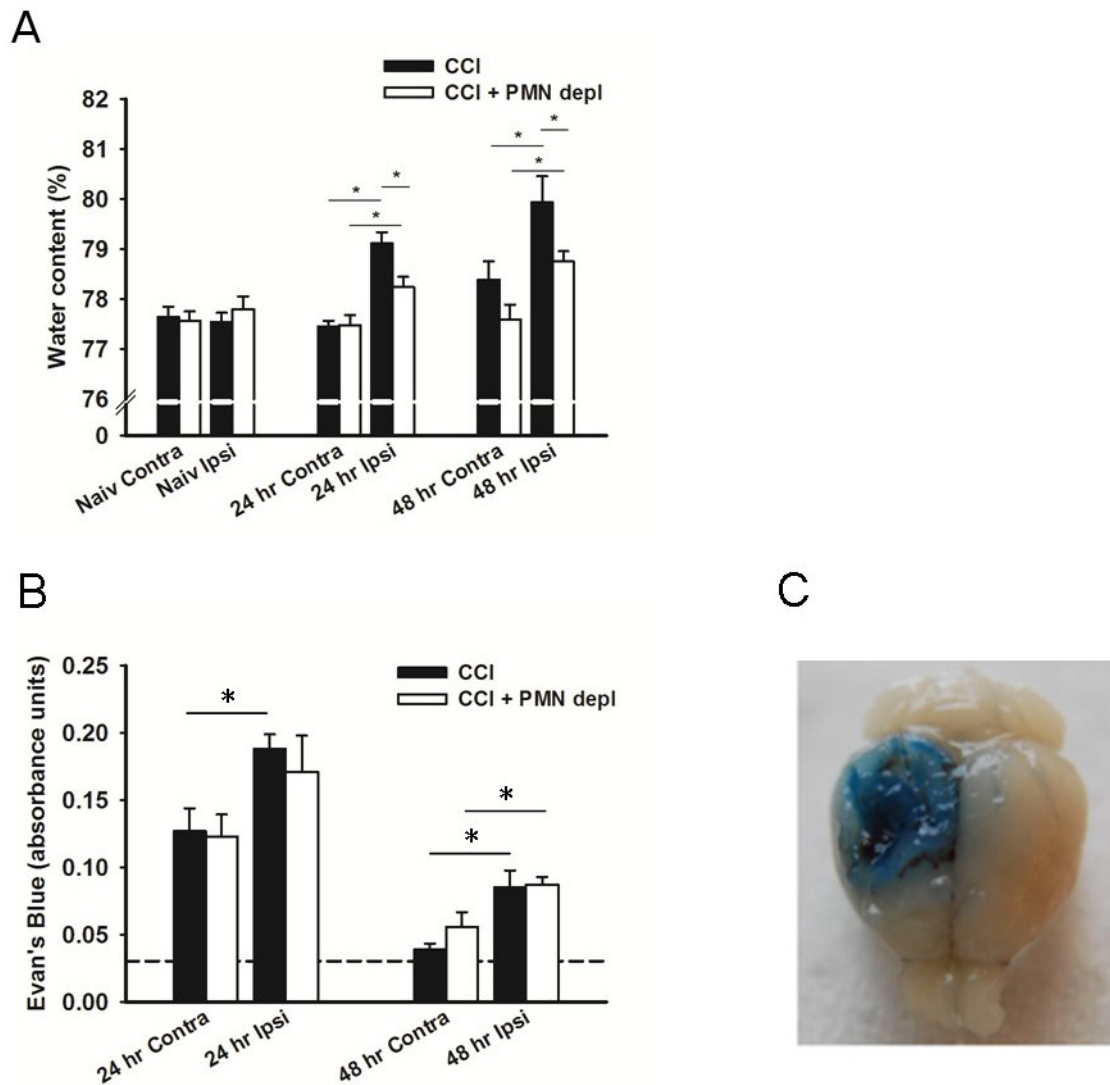 A
CCI
CCI + PMN depl
Water content (%)
82
81
80
79
78
77
76
0
* * * * * *
Naiv Contra
Naiv Ipsi
24 hr Contra
24 hr Ipsi
48 hr Contra
48 hr Ipsi
B
C
CCI
CCI + PMN depl
Evan's Blue (absorbance units)
0.25
0.20
0.15
0.10
0.05
0.00
* * *
24 hr Contra
24 hr Ipsi
48 hr Contra
48 hr Ipsi